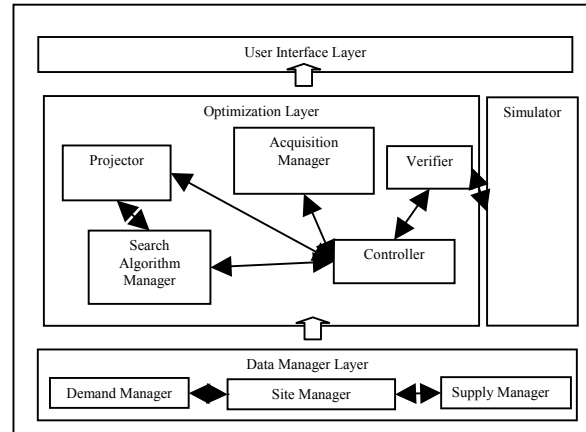 User Interface Layer
Optimization Layer
Simulator
Projector
Acquisition
Manager
Verifier
Search
Algorithm
Manager
Controller
Data Manager Layer
Demand Manager
Site Manager
Supply Manager